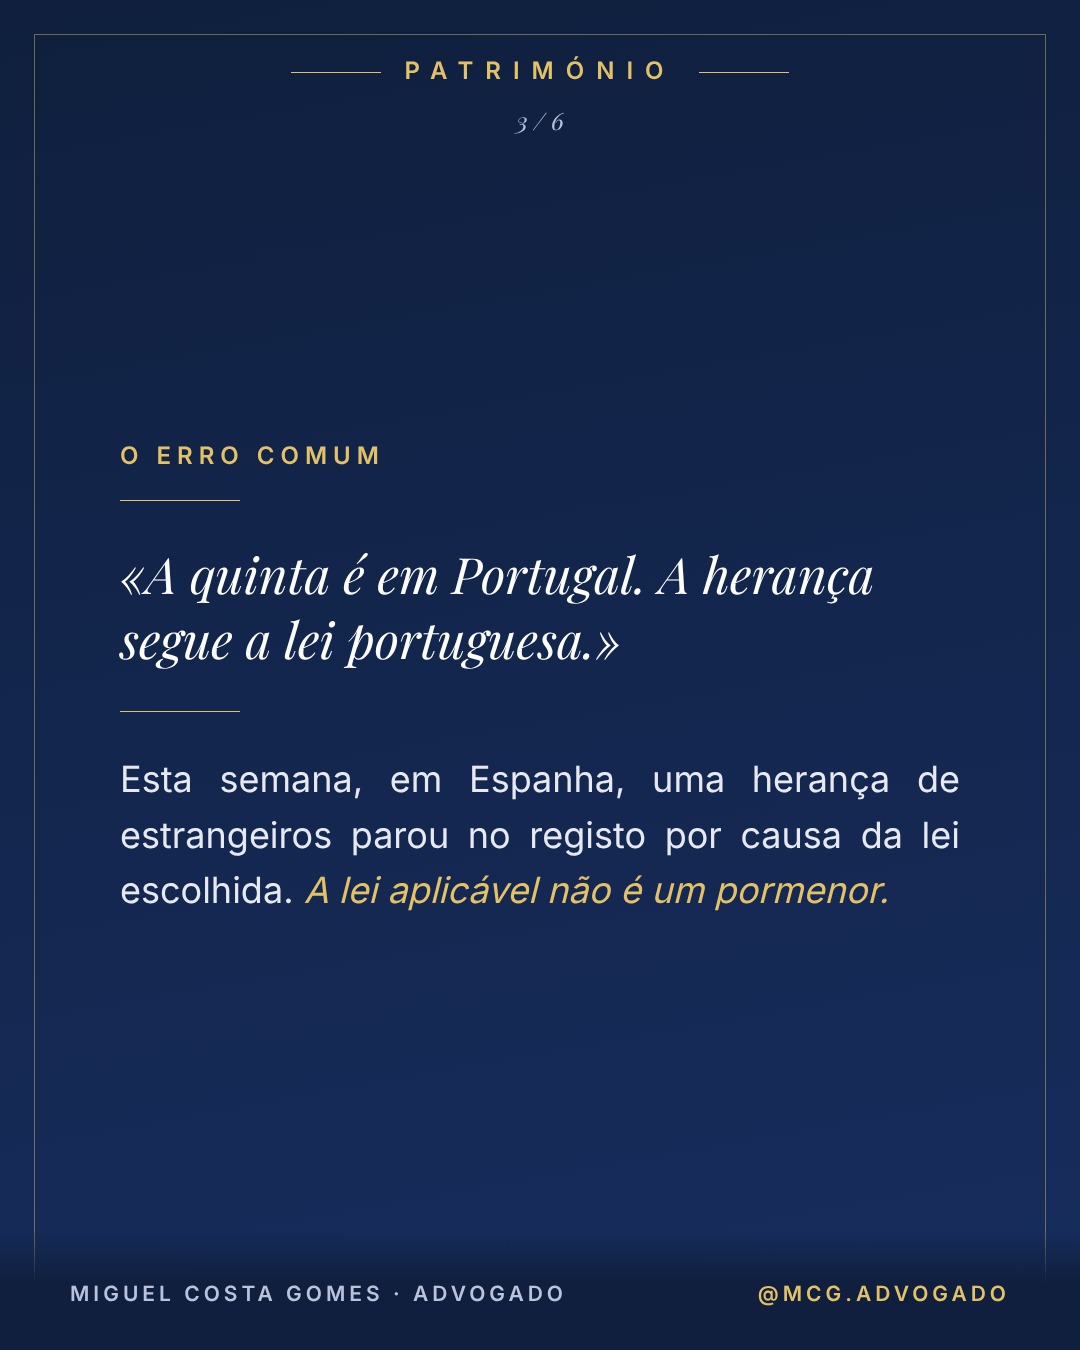 PATRIMÓNIO
3/6
O ERRO COMUM
«A quinta é em Portugal. A herança
segue a lei portuguesa.»
Esta semana, em Espanha, uma herança de
estrangeiros parou no registo por causa da lei
escolhida. A lei aplicável não é um pormenor.
MIGUEL COSTA GOMES · ADVOGADO
@MCG.ADVOGADO